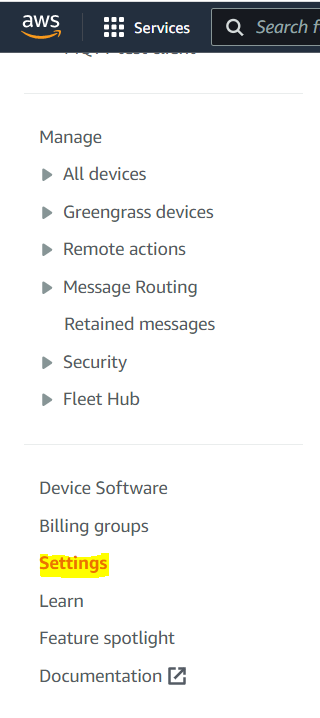 aws
Services
Search f
Manage
All devices
Greengrass devices
Remote actions
Message Routing
Retained messages
Security
Fleet Hub
Device Software
Billing groups
Settings
Learn
Feature spotlight
Documentation